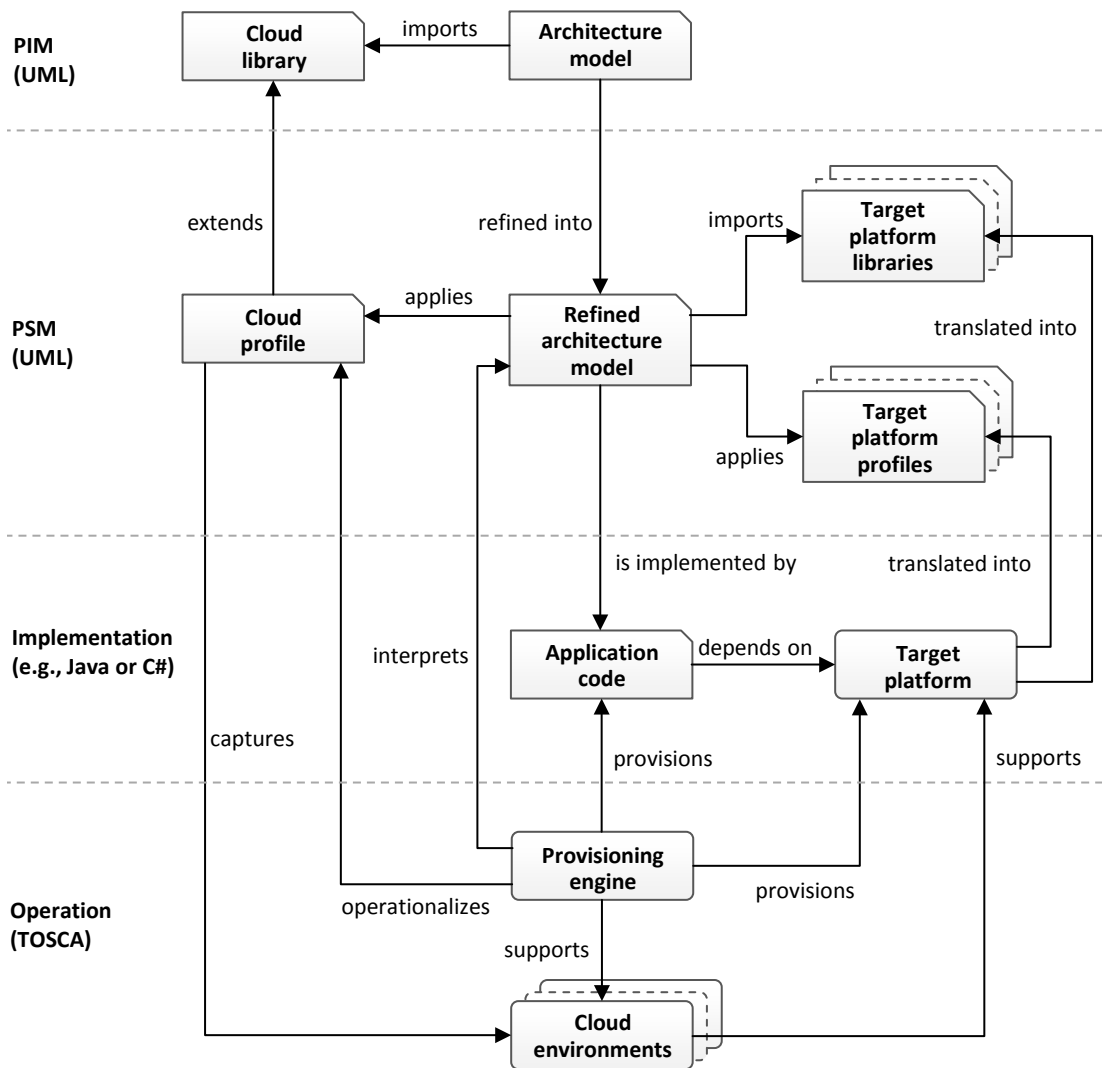 PIM
(UML)
Cloud
library
imports
Architecture
model
extends
refined into
imports
Target
platform
libraries
PSM
(UML)
Cloud
profile
applies
Refined
architecture
model
translated into
applies
Target
platform
profiles
is implemented by
translated into
Implementation
(e.g., Java or C#)
interprets
Application
code
depends on
Target
platform
captures
provisions
supports
Operation
(TOSCA)
operationalizes
Provisioning
engine
provisions
supports
Cloud
environments